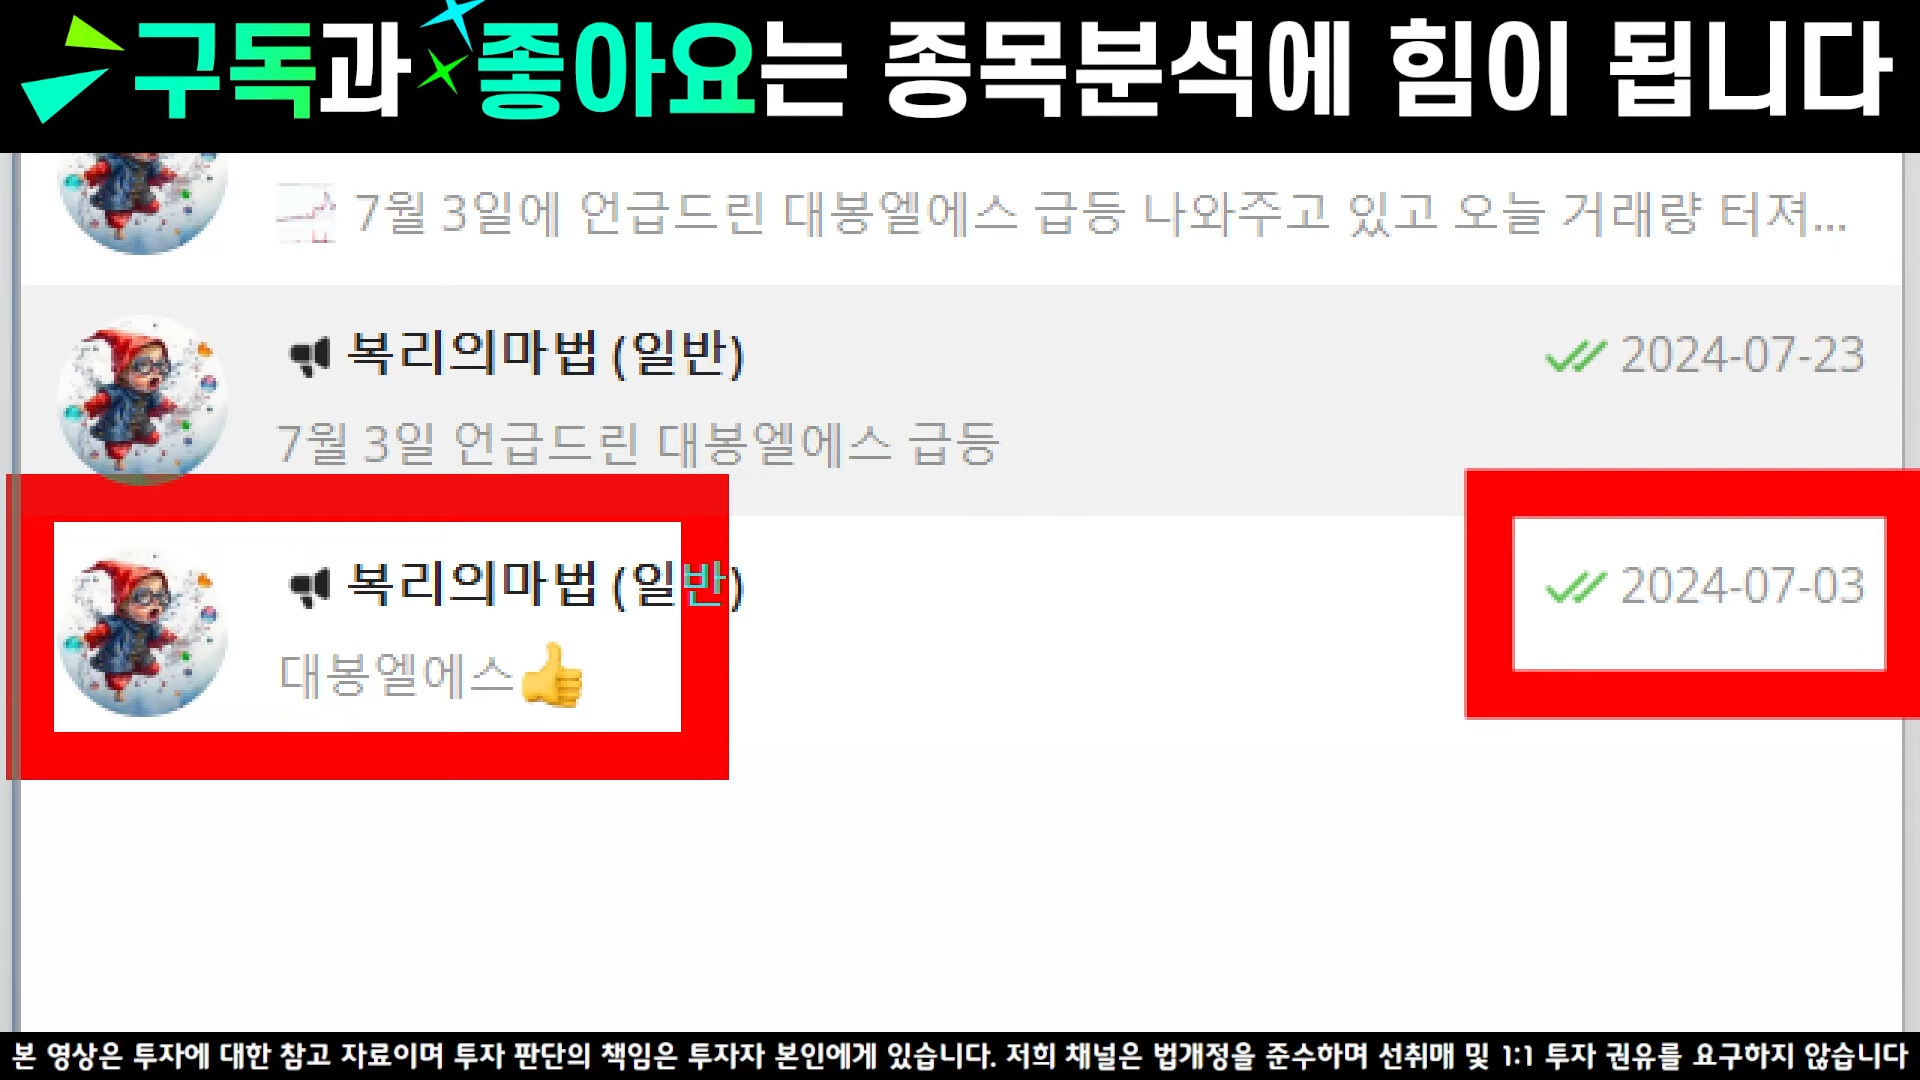 구독과 좋아요는 종목분석에 힘이 됩니다
7월 3일에 언급드린 대봉엘에스 급등 나와주고 있고 오늘 거래량 터져...
복리의마법 (일반) 2024-07-23
7월 3일 언급드린 대봉엘에스 급등
복리의마법 (일반) 2024-07-03
대봉엘에스👍
본 영상은 투자에 대한 참고 자료이며 투자 판단의 책임은 투자자 본인에게 있습니다. 저희 채널은 법개정을 준수하며 선취매 및 1:1 투자 권유를 요구하지 않습니다